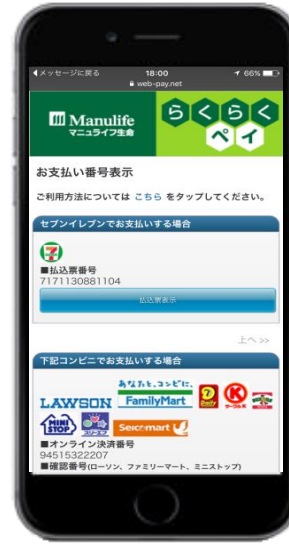 メッセージに戻る 18:00 66%
web-pay.net
Manulife
マニュライフ生命
らくらく
ペイ
お支払い番号表示
ご利用方法については こちら をタップしてください。
セブンイレブンでお支払いする場合
■払込票番号
7171130881104
払込票表示
上へ >>
下記コンビニでお支払いする場合
あなたと、コンビに、
LAWSON FamilyMart
MINI STOP Seicomart
■オンライン決済番号
94515322207
■確認番号(ローソン、ファミリーマート、ミニストップ)